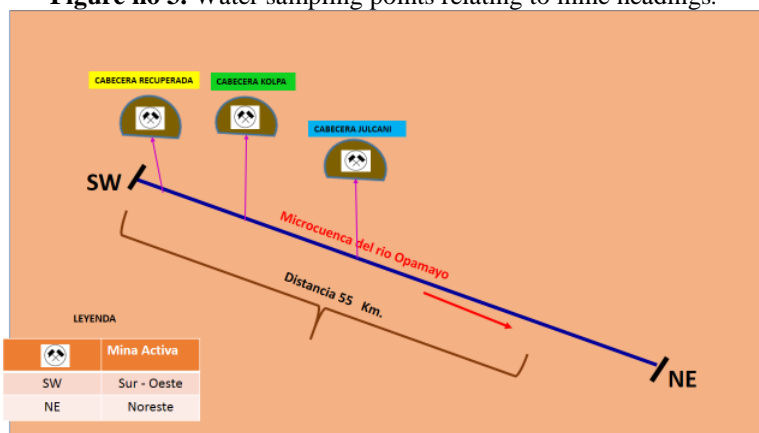 Figure no 3. Water sampling points relating to mine headings.
CABECERA RECUPERADA
CABECERA KOLPA
CABECERA JULCANI
SW
Microcuenca del rio Opamayo
Distancia 55 Km.
NE
LEYENDA
Mina Activa
SW Sur - Oeste
NE Noreste